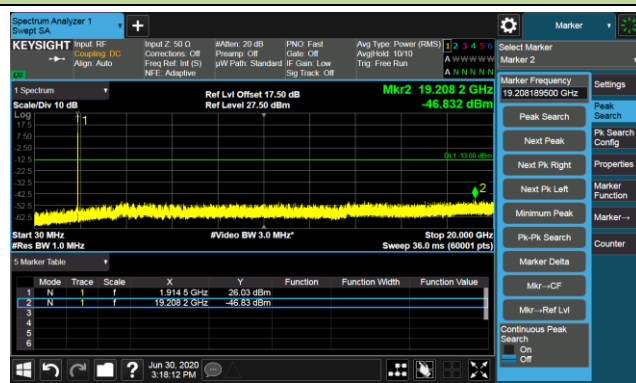 Spectrum Analyzer 1
Swept SA
Marker
KEYSIGHT
Input: RF
Coupling: DC
Align: Auto
Input Z: 50 Ω
Corrections: Off
Freq Ref: Int (S)
NFE: Adaptive
#Atten: 20 dB
Preamp: Off
µW Path: Standard
PNO: Fast
Gate: Off
IF Gain: Low
Sig Track: Off
Avg Type: Power (RMS)
Avg|Hold: 10/10
Trig: Free Run
1 2 3 4 5 6
A W W W W W
A N N N N N
Select Marker
Marker 2
LXI
1 Spectrum
Scale/Div 10 dB
Ref Lvl Offset 17.50 dB
Ref Level 27.50 dBm
Mkr2 19.208 2 GHz
-46.832 dBm
Log
17.5
7.50
-2.50
-12.5
-22.5
-32.5
-42.5
-52.5
-62.5
1
DL1 -13.00 dBm
2
Start 30 MHz
#Res BW 1.0 MHz
#Video BW 3.0 MHz*
Stop 20.000 GHz
Sweep 36.0 ms (60001 pts)
5 Marker Table
Mode Trace Scale X Y Function Function Width Function Value
1 N 1 f 1.914 5 GHz 26.03 dBm
2 N 1 f 19.208 2 GHz -46.83 dBm
3
4
5
6
Marker Frequency
19.208189500 GHz
Peak Search
Next Peak
Next Pk Right
Next Pk Left
Minimum Peak
Pk-Pk Search
Marker Delta
Mkr→CF
Mkr→Ref Lvl
Continuous Peak
Search
On
Off
Settings
Peak
Search
Pk Search
Config
Properties
Marker
Function
Marker→
Counter
?
Jun 30, 2020
3:18:12 PM